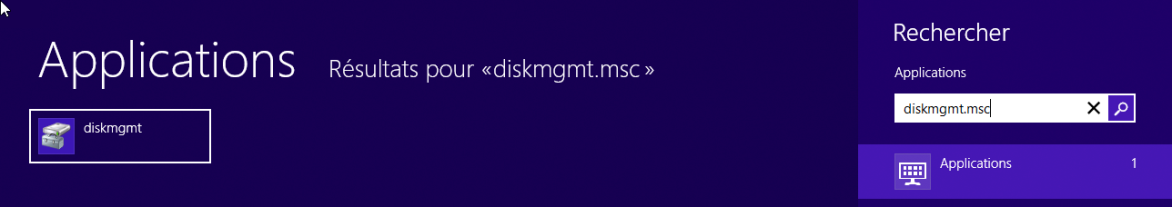 Applications
Résultats pour «diskmgmt.msc »
diskmgmt
Rechercher
Applications
diskmgmt.msc
Applications 1